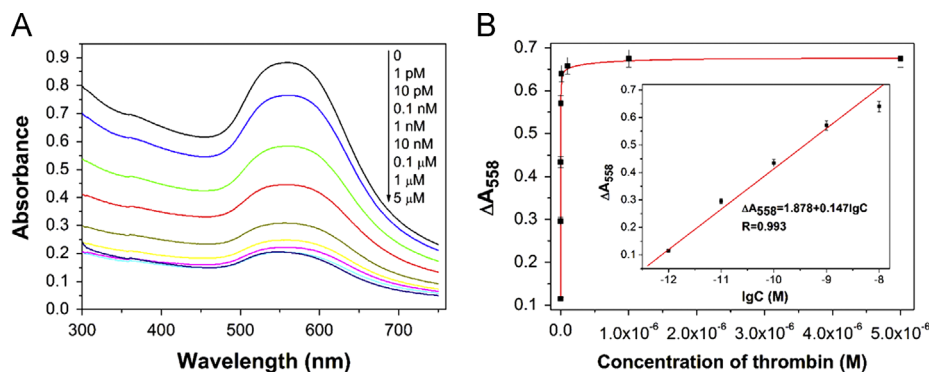 A
Absorbance
0.9
0.8
0.7
0.6
0.5
0.4
0.3
0.2
0.1
0.0
0
1 pM
10 pM
0.1 nM
1 nM
10 nM
0.1 μM
1 μM
5 μM
300
400
500
600
700
Wavelength (nm)
B
ΔA558
0.7
0.6
0.5
0.4
0.3
0.2
0.1
ΔA558
0.7
0.6
0.5
0.4
0.3
0.2
0.1
ΔA558=1.878+0.147lgC
R=0.993
-12
-11
-10
-9
-8
lgC (M)
0.0
1.0x10-6
2.0x10-6
3.0x10-6
4.0x10-6
5.0x10-6
Concentration of thrombin (M)